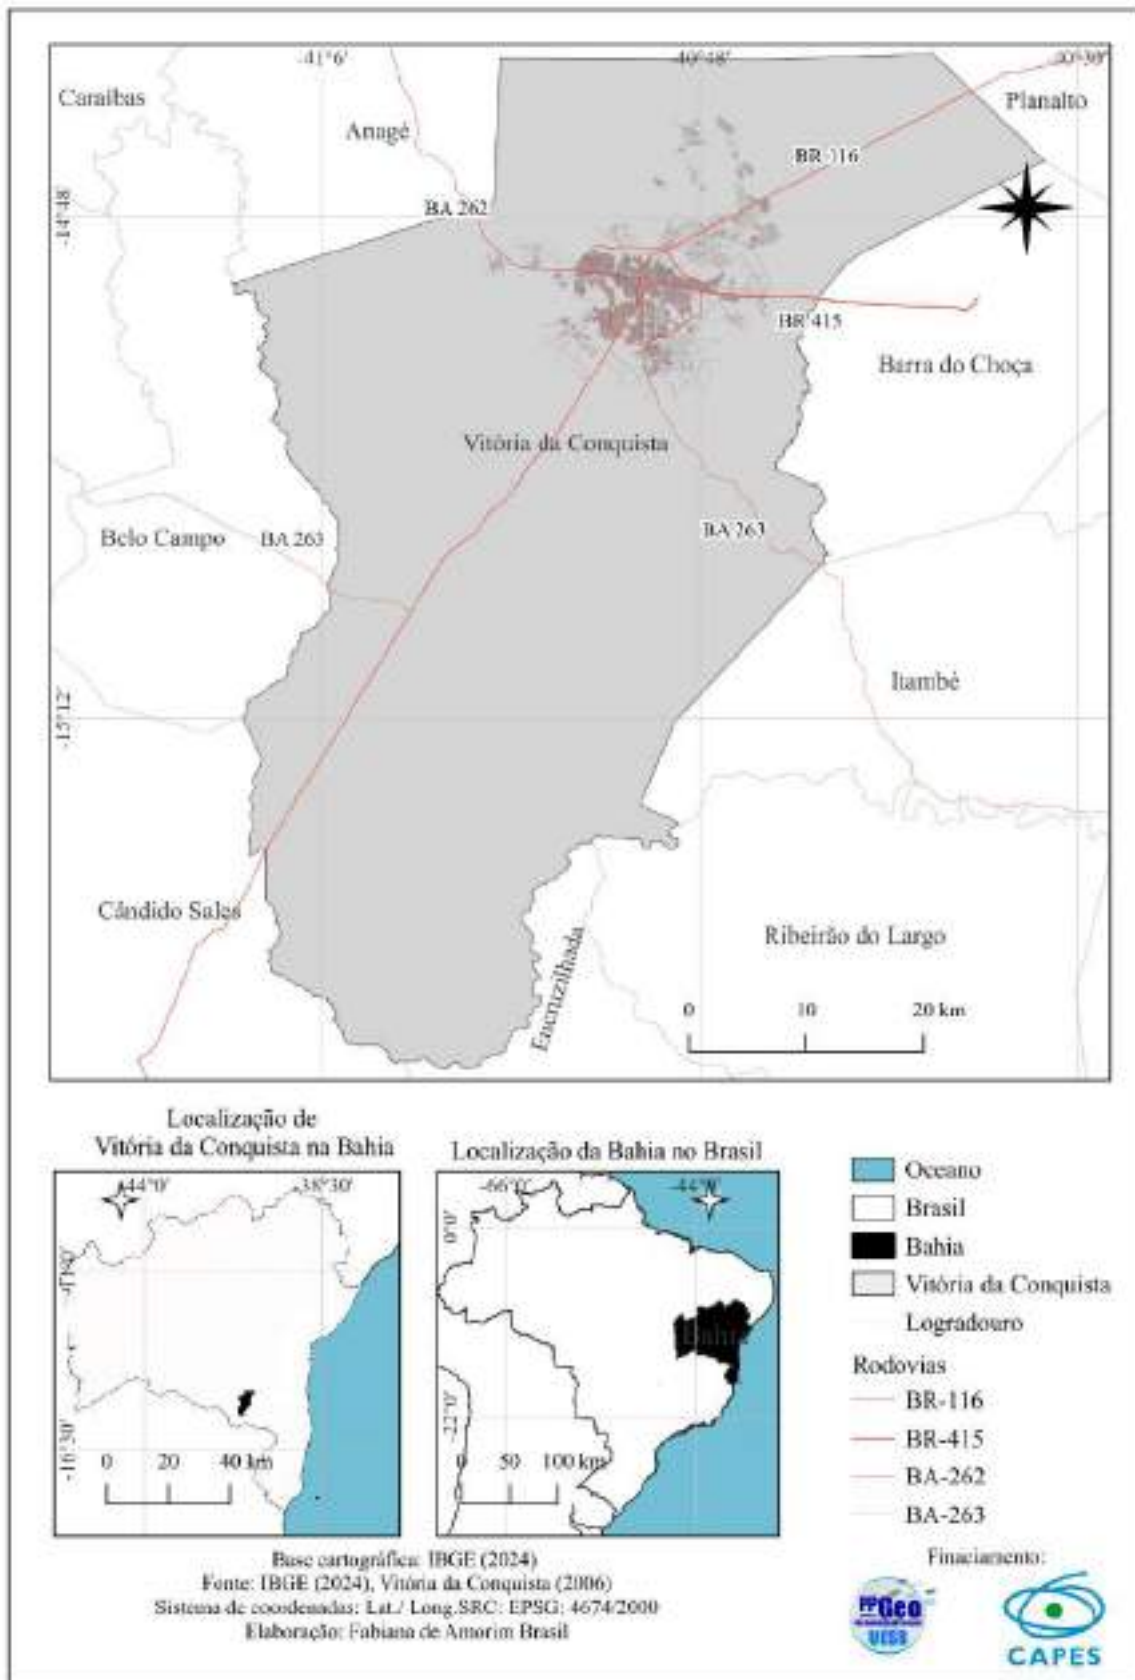 -41°6'
-40°48'
-40°30'
Caraíbas
Planalto
Anagé
BR 116
-14°48
BA 262
BR 415
Barra do Choça
Vitória da Conquista
Belo Campo
BA 263
BA 263
Itambé
-15°12'
Cândido Sales
Encruzilhada
Ribeirão do Largo
0 10 20 km
Localização de
Vitória da Conquista na Bahia
-44°0'
-38°30'
-16°30'
0 20 40 km
Localização da Bahia no Brasil
-66°0'
-44°0'
0°0'
Bahia
-22°0'
0 50 100 km
Oceano
Brasil
Bahia
Vitória da Conquista
Logradouro
Rodovias
BR-116
BR-415
BA-262
BA-263
Base cartográfica: IBGE (2024)
Fonte: IBGE (2024), Vitória da Conquista (2006)
Sistema de coordenadas: Lat./ Long.SRC: EPSG: 4674/2000
Elaboração: Fabiana de Amorim Brasil
Finaciamento:
PPGeo
UESB
CAPES